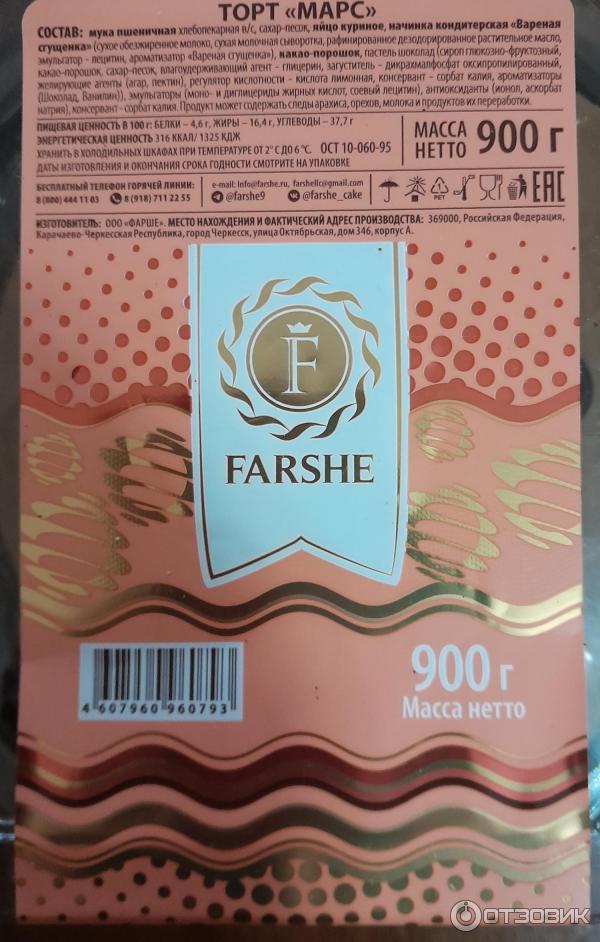 ТОРТ «МАРС»
СОСТАВ: мука пшеничная хлебопекарная в/с, сахар-песок, яйцо куриное, начинка кондитерская «Вареная
сгущенка» (сухое обезжиренное молоко, сухая молочная сыворотка, рафинированное дезодорированное растительное масло,
эмульгатор - лецитин, ароматизатор «Вареная сгущенка»), какао-порошок, пастель шоколад (сироп глюкозно-фруктозный,
какао-порошок, сахар-песок, влагоудерживающий агент - глицерин, загуститель - дикрахмалфосфат оксипропилированный,
желирующие агенты (агар, пектин), регулятор кислотности - кислота лимонная, консервант - сорбат калия, ароматизаторы
(Шоколад, Ванилин)), эмульгаторы (моно- и диглицериды жирных кислот, соевый лецитин), антиоксиданты (ионол, аскорбат
натрия), консервант - сорбат калия. Продукт может содержать следы арахиса, орехов, молока и продуктов их переработки.
ПИЩЕВАЯ ЦЕННОСТЬ В 100 г: БЕЛКИ – 4,6 г, ЖИРЫ – 16,4 г, УГЛЕВОДЫ – 37,7 г
ЭНЕРГЕТИЧЕСКАЯ ЦЕННОСТЬ 316 ККАЛ/ 1325 КДЖ
ХРАНИТЬ В ХОЛОДИЛЬНЫХ ШКАФАХ ПРИ ТЕМПЕРАТУРЕ ОТ 2° С ДО 6 °С. ОСТ 10-060-95
ДАТЫ ИЗГОТОВЛЕНИЯ И ОКОНЧАНИЯ СРОКА ГОДНОСТИ СМОТРИТЕ НА УПАКОВКЕ
МАССА
НЕТТО 900 г
БЕСПЛАТНЫЙ ТЕЛЕФОН ГОРЯЧЕЙ ЛИНИИ:
8 (800) 444 11 03 8 (918) 711 22 55
e-mail: info@farshe.ru, farshellc@gmail.com
@farshe9 @farshe_cake
PET
EAC
ИЗГОТОВИТЕЛЬ: ООО «ФАРШЕ». МЕСТО НАХОЖДЕНИЯ И ФАКТИЧЕСКИЙ АДРЕС ПРОИЗВОДСТВА: 369000, Российская Федерация,
Карачаево-Черкесская Республика, город Черкесск, улица Октябрьская, дом 346, корпус А.
F
FARSHE
4 607960 960793
900 г
Масса нетто
ОТЗОВИК